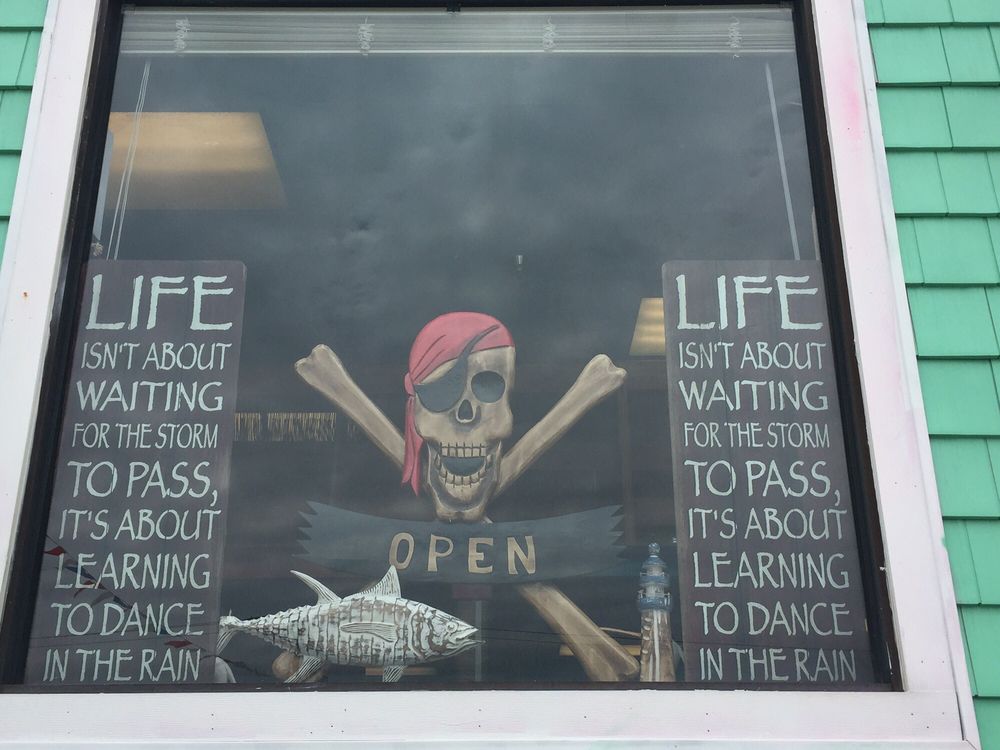 LIFE
ISN'T ABOUT
WAITING
FOR THE STORM
TO PASS,
IT'S ABOUT
LEARNING
TO DANCE
IN THE RAIN
OPEN
LIFE
ISN'T ABOUT
WAITING
FOR THE STORM
TO PASS,
IT'S ABOUT
LEARNING
TO DANCE
IN THE RAIN